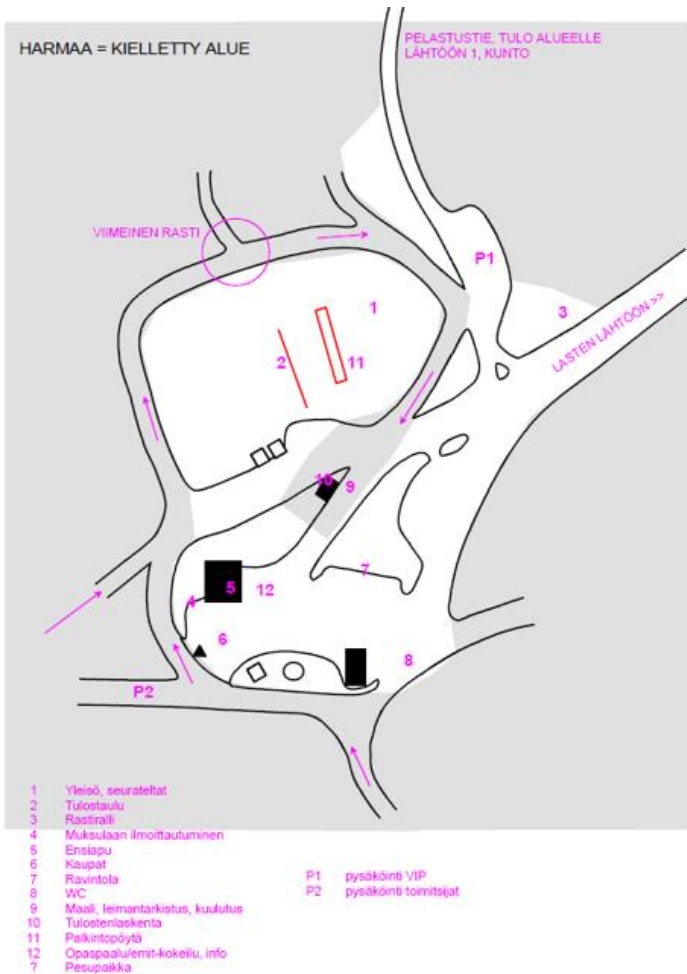 HARMAA = KIELLETTY ALUE
PELASTUSTIE, TULO ALUEELLE
LÄHTÖÖN 1, KUNTO
VIIMEINEN RASTI
P1
1
3
2
11
LASTEN LÄHTÖÖN >>
10
9
7
5
12
4
6
8
P2
1 Yleisö, seurateltat
2 Tulostaulu
3 Rastiralli
4 Muksulaan ilmoittautuminen
5 Ensiapu
6 Kaupat
7 Ravintola
8 WC
9 Maali, leimantarkistus, kuulutus
10 Tulostenlaskenta
11 Palkintopöytä
12 Opaspaalu/emit-kokeilu, info
? Pesupaikka
P1 pysäköinti VIP
P2 pysäköinti toimitsijat